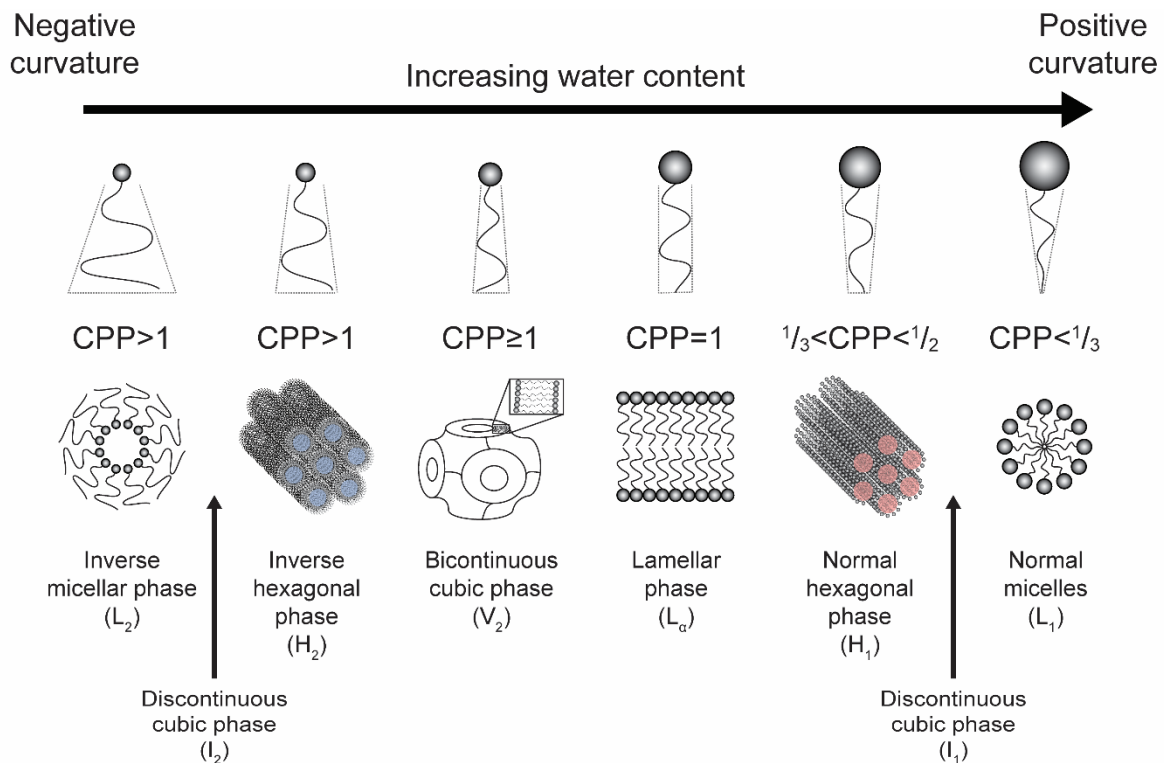 Negative
curvature
Increasing water content
Positive
curvature
CPP>1
CPP>1
CPP≥1
CPP=1
¹/₃<CPP<¹/₂
CPP<¹/₃
Inverse
micellar phase
(L₂)
Inverse
hexagonal
phase
(H₂)
Bicontinuous
cubic phase
(V₂)
Lamellar
phase
(Lα)
Normal
hexagonal
phase
(H₁)
Normal
micelles
(L₁)
Discontinuous
cubic phase
(I₂)
Discontinuous
cubic phase
(I₁)